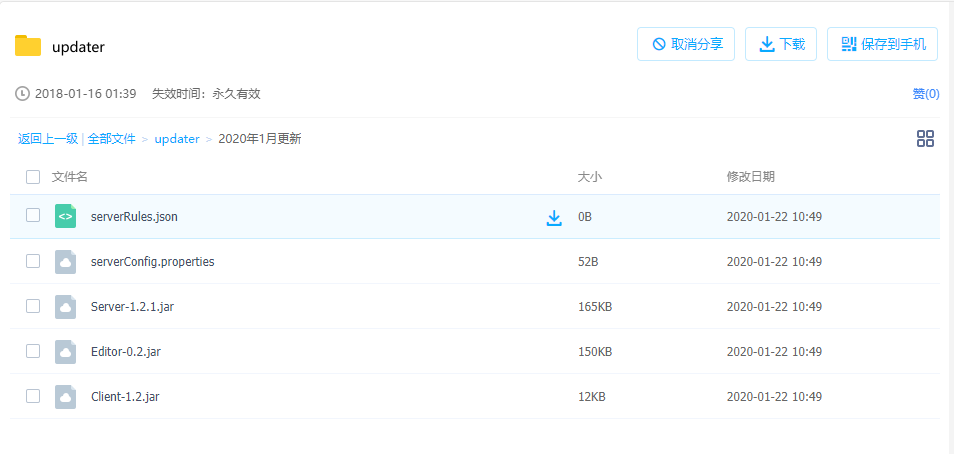 updater 取消分享 下载 保存到手机
2018-01-16 01:39 失效时间：永久有效 赞(0)
返回上一级 | 全部文件 > updater > 2020年1月更新
文件名 大小 修改日期
serverRules.json 0B 2020-01-22 10:49
serverConfig.properties 52B 2020-01-22 10:49
Server-1.2.1.jar 165KB 2020-01-22 10:49
Editor-0.2.jar 150KB 2020-01-22 10:49
Client-1.2.jar 12KB 2020-01-22 10:49